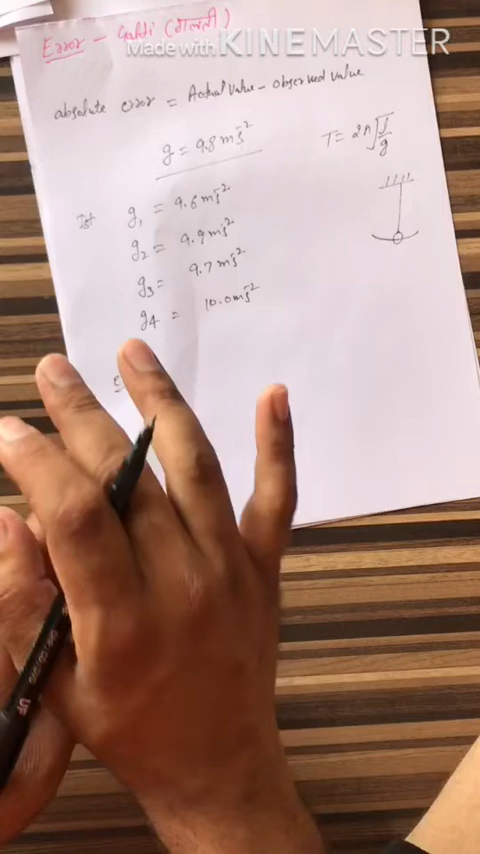 Error - galti (गलती)
Made with KINEMASTER
absolute error = Actual value - observed value
g = 9.8 ms⁻²
T = 2π√l/g
Ist g₁ = 9.6 ms⁻²
g₂ = 9.9 ms⁻²
g₃ = 9.7 ms⁻²
g₄ = 10.0 ms⁻²